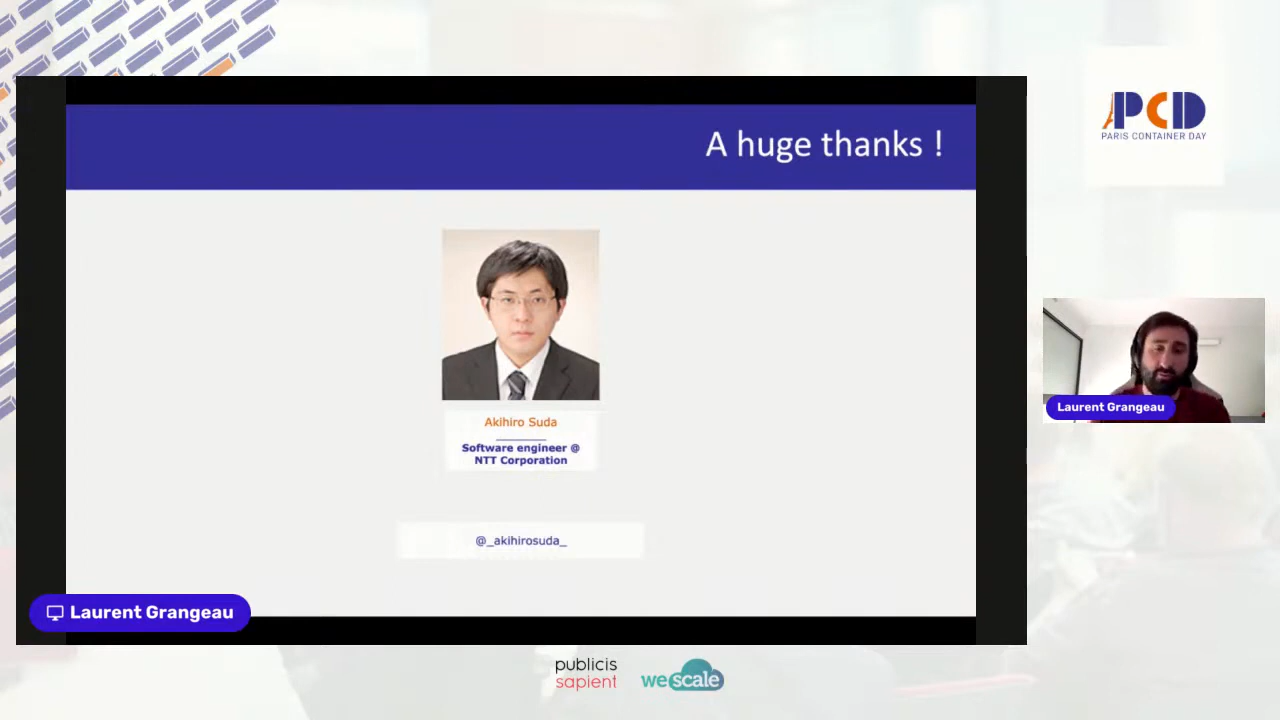 A huge thanks !
PCD
PARIS CONTAINER DAY
Akihiro Suda
Software engineer @
NTT Corporation
@_akihirosuda_
Laurent Grangeau
Laurent Grangeau
publicis
sapient
wescale